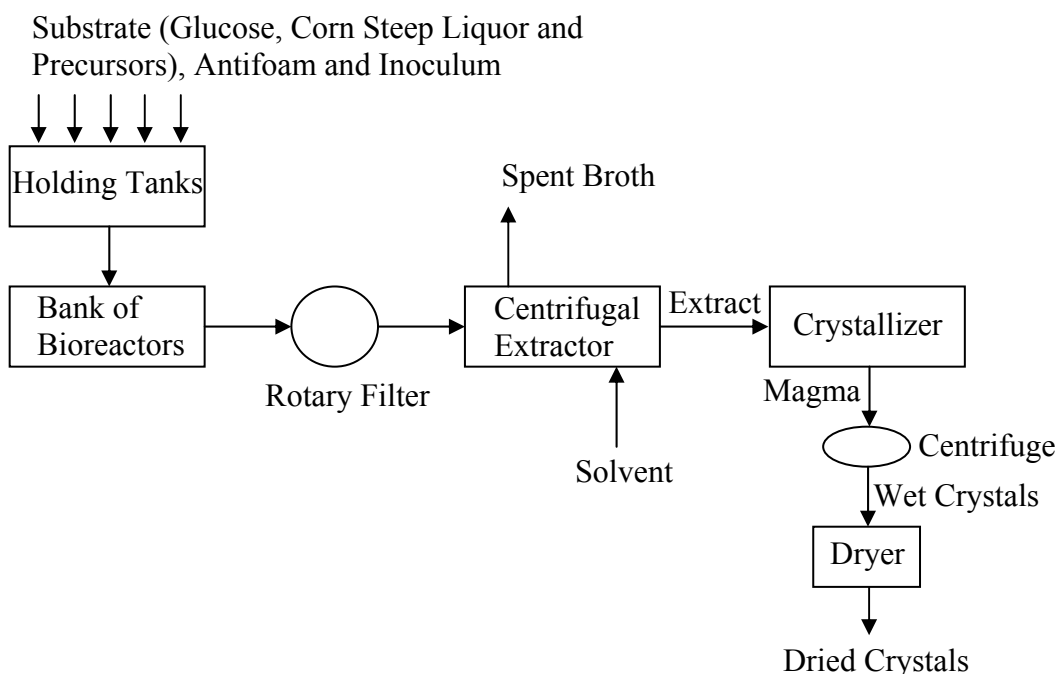 Substrate (Glucose, Corn Steep Liquor and
Precursors), Antifoam and Inoculum
Holding Tanks
Spent Broth
Bank of
Bioreactors
Rotary Filter
Centrifugal
Extractor
Solvent
Extract
Crystallizer
Magma
Centrifuge
Wet Crystals
Dryer
Dried Crystals